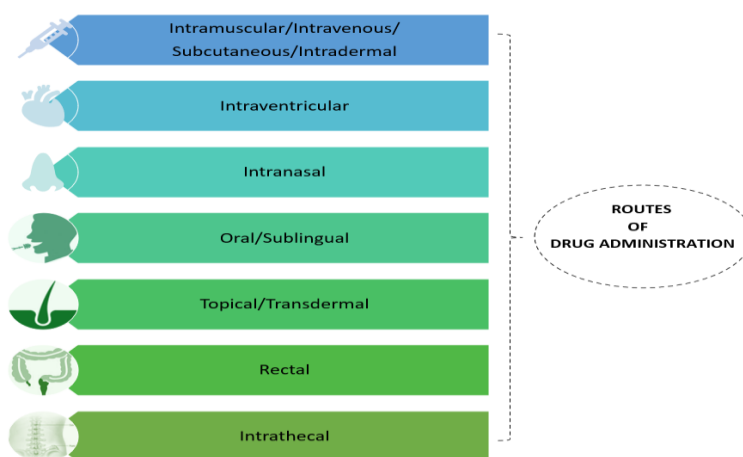 Intramuscular/Intravenous/
Subcutaneous/Intradermal
Intraventricular
Intranasal
Oral/Sublingual
Topical/Transdermal
Rectal
Intrathecal
ROUTES
OF
DRUG ADMINISTRATION